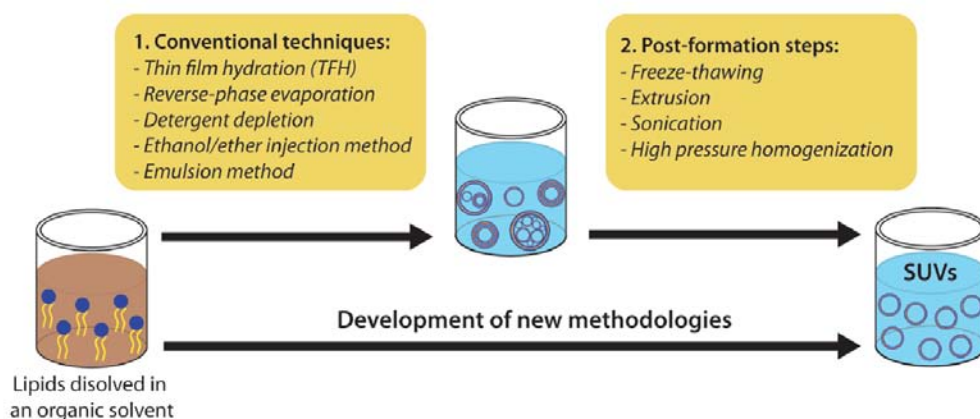 1. Conventional techniques:
- Thin film hydration (TFH)
- Reverse-phase evaporation
- Detergent depletion
- Ethanol/ether injection method
- Emulsion method
2. Post-formation steps:
- Freeze-thawing
- Extrusion
- Sonication
- High pressure homogenization
SUVs
Development of new methodologies
Lipids disolved in
an organic solvent